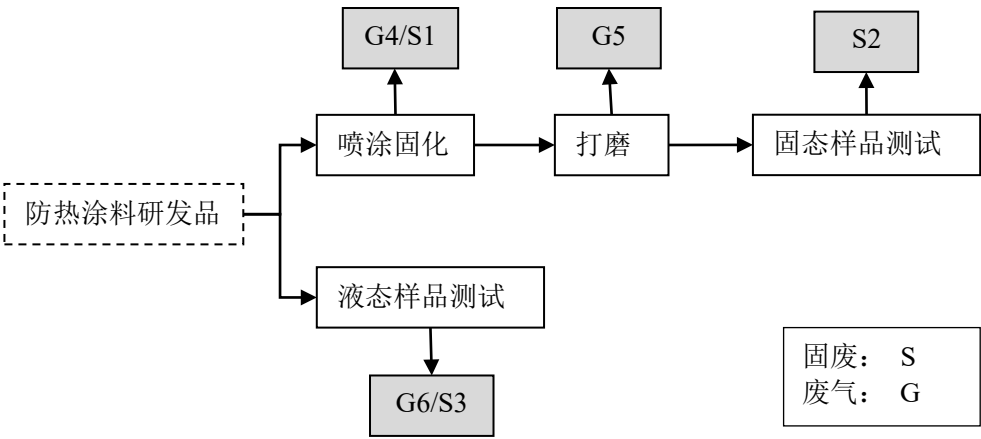 G4/S1
G5
S2
喷涂固化
打磨
固态样品测试
防热涂料研发品
液态样品测试
G6/S3
固废： S
废气： G